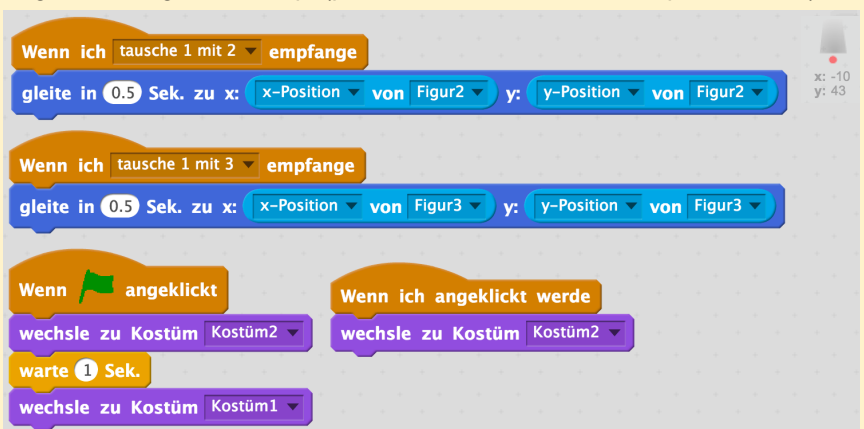 Wenn ich tausche 1 mit 2 empfange
gleite in 0.5 Sek. zu x: x-Position von Figur2 y: y-Position von Figur2
x: -10
y: 43
Wenn ich tausche 1 mit 3 empfange
gleite in 0.5 Sek. zu x: x-Position von Figur3 y: y-Position von Figur3
Wenn angeklickt
wechsle zu Kostüm Kostüm2
warte 1 Sek.
wechsle zu Kostüm Kostüm1
Wenn ich angeklickt werde
wechsle zu Kostüm Kostüm2